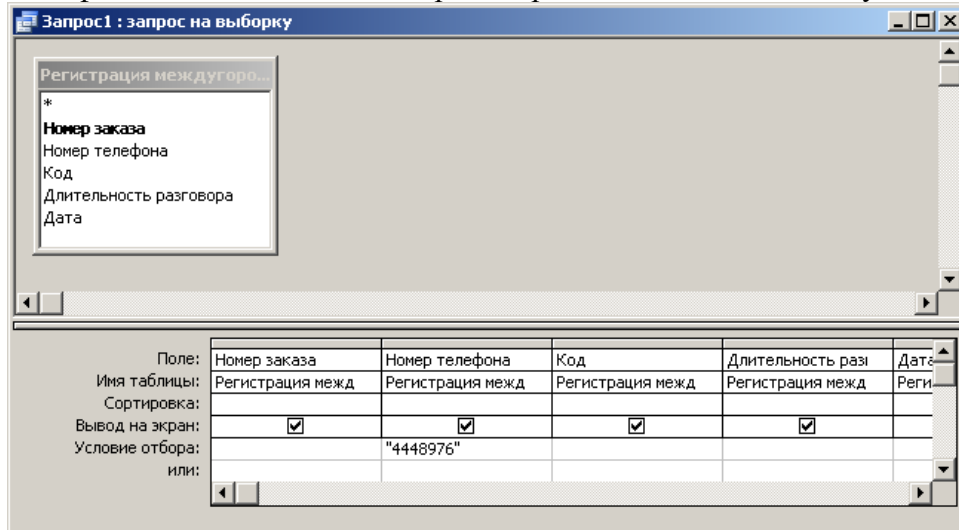 Запрос1 : запрос на выборку
Регистрация междугоро...
*
Номер заказа
Номер телефона
Код
Длительность разговора
Дата
Поле: Номер заказа Номер телефона Код Длительность разг Дата
Имя таблицы: Регистрация межд Регистрация межд Регистрация межд Регистрация межд Реги
Сортировка:
Вывод на экран:
Условие отбора: "4448976"
или: